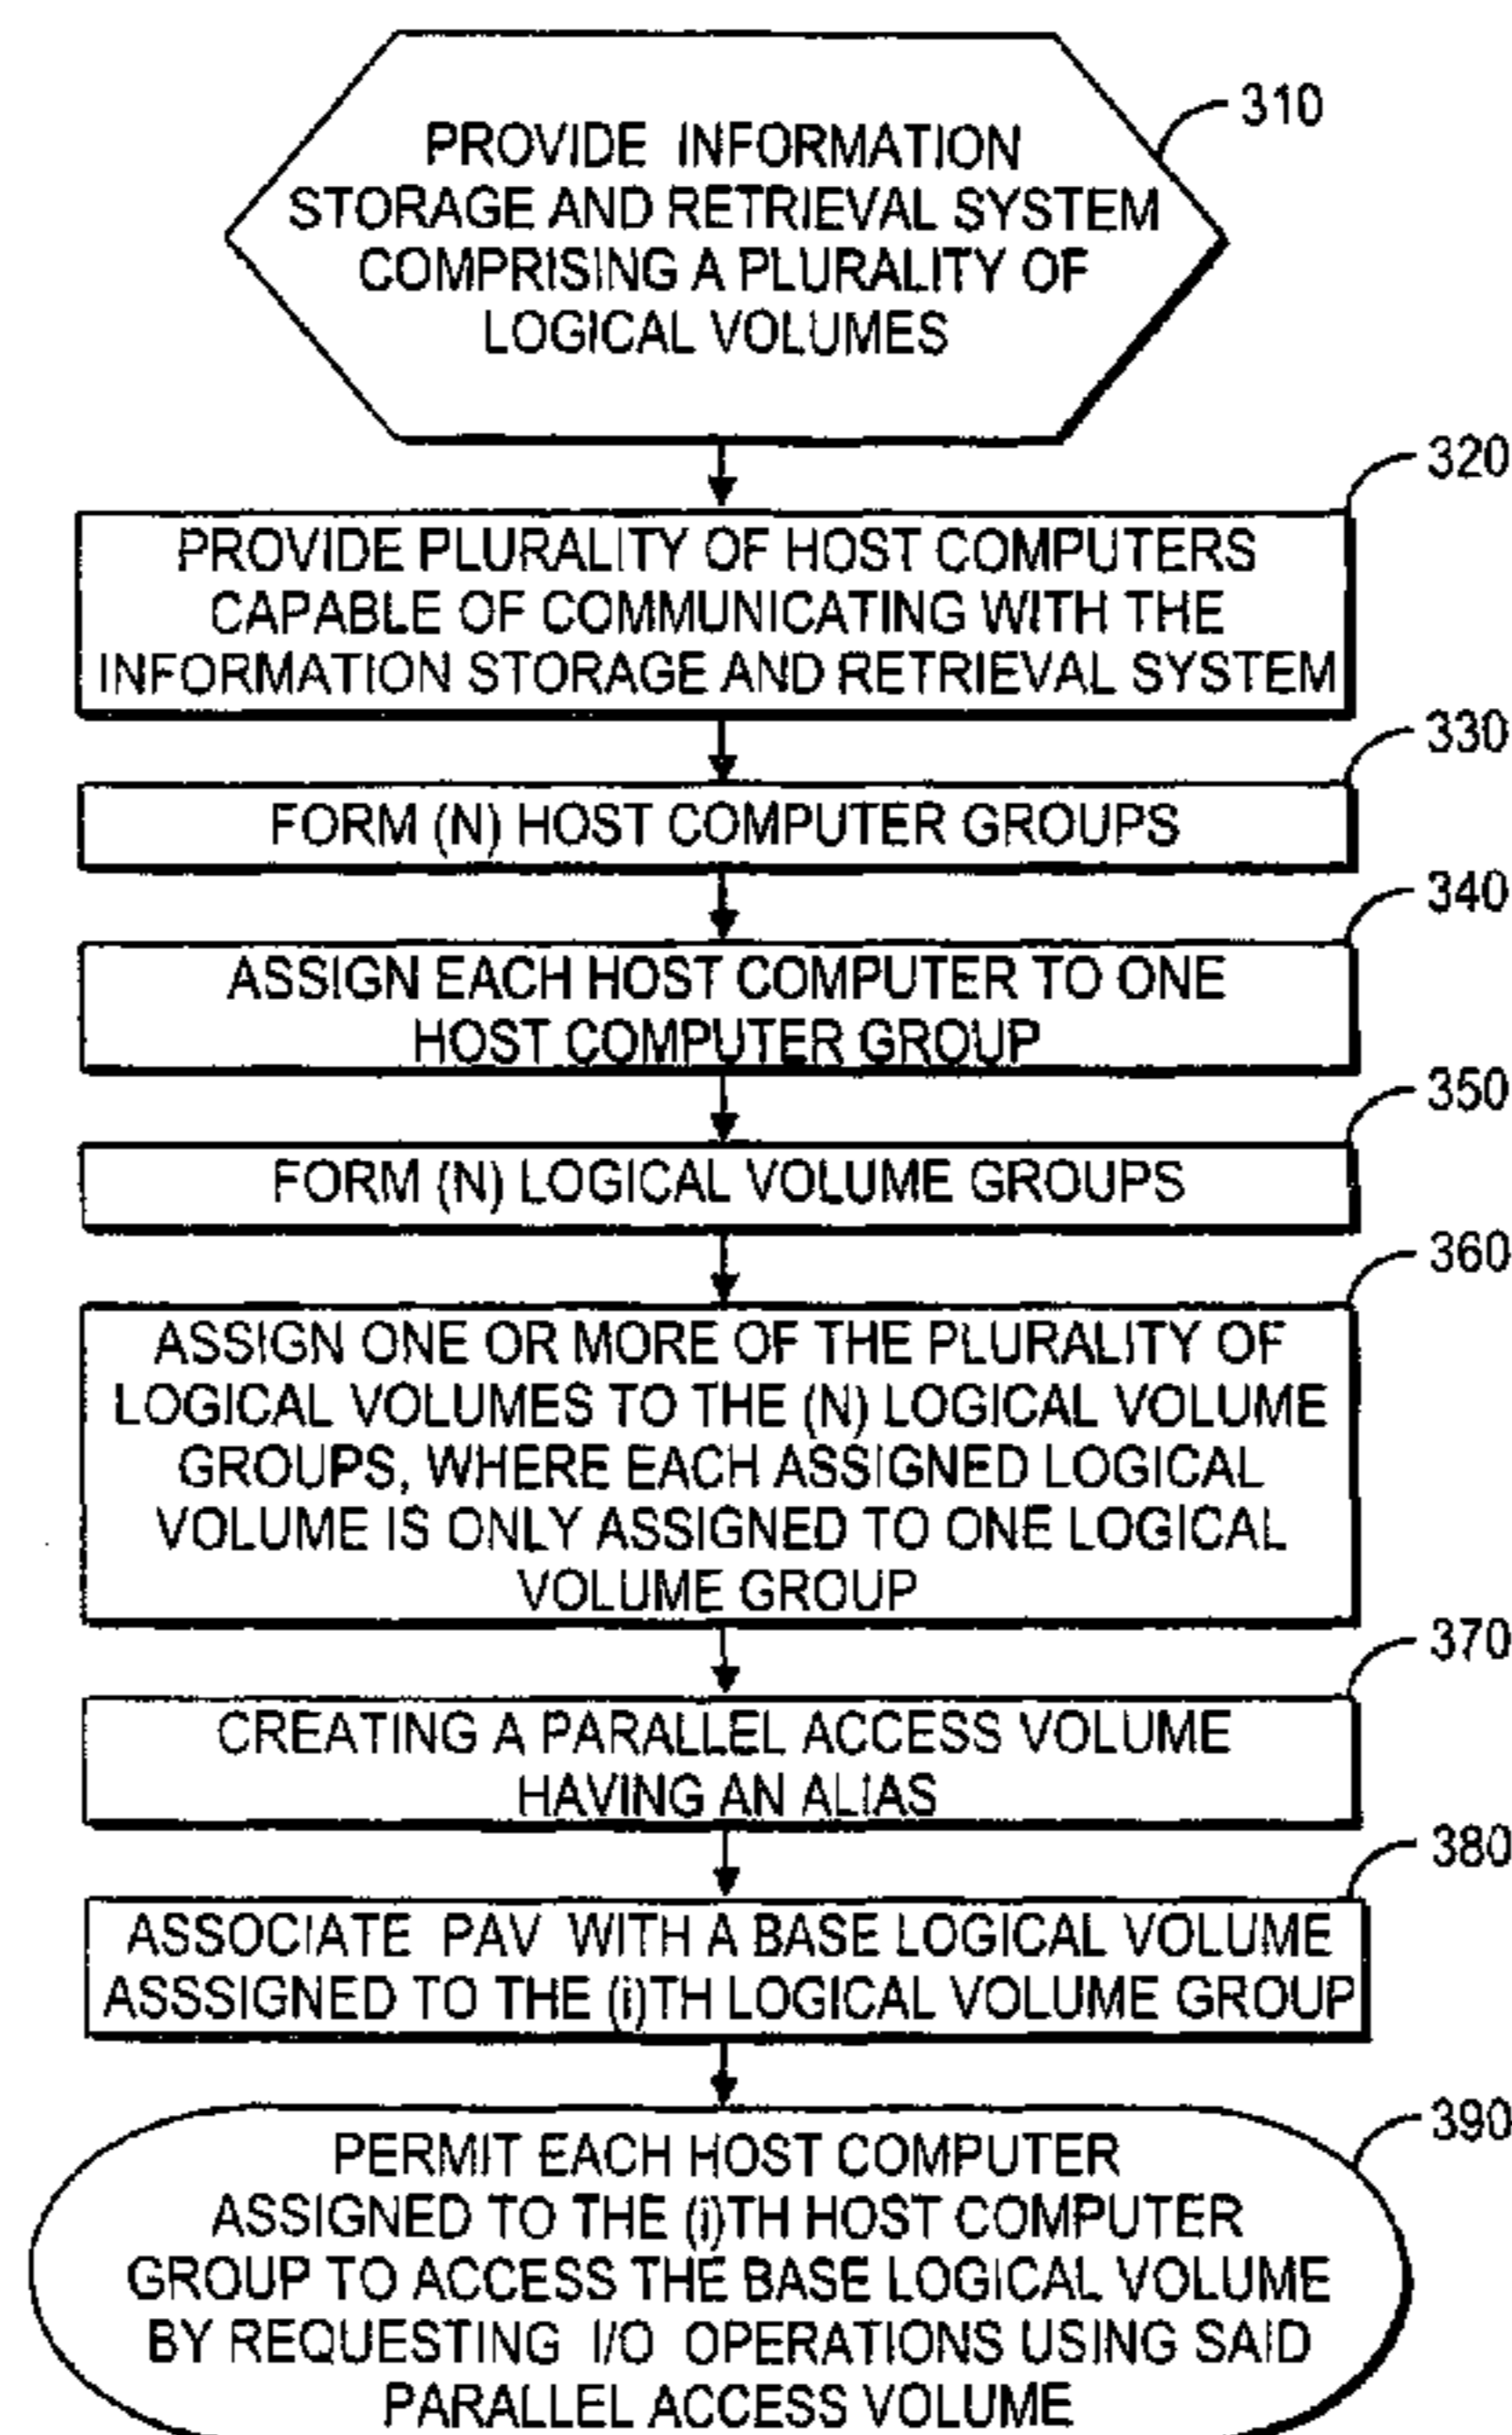 PROVIDE INFORMATION
STORAGE AND RETRIEVAL SYSTEM
COMPRISING A PLURALITY OF
LOGICAL VOLUMES
310
PROVIDE PLURALITY OF HOST COMPUTERS
CAPABLE OF COMMUNICATING WITH THE
INFORMATION STORAGE AND RETRIEVAL SYSTEM
320
FORM (N) HOST COMPUTER GROUPS
330
ASSIGN EACH HOST COMPUTER TO ONE
HOST COMPUTER GROUP
340
FORM (N) LOGICAL VOLUME GROUPS
350
ASSIGN ONE OR MORE OF THE PLURALITY OF
LOGICAL VOLUMES TO THE (N) LOGICAL VOLUME
GROUPS, WHERE EACH ASSIGNED LOGICAL
VOLUME IS ONLY ASSIGNED TO ONE LOGICAL
VOLUME GROUP
360
CREATING A PARALLEL ACCESS VOLUME
HAVING AN ALIAS
370
ASSOCIATE PAV WITH A BASE LOGICAL VOLUME
ASSSIGNED TO THE (i)TH LOGICAL VOLUME GROUP
380
PERMIT EACH HOST COMPUTER
ASSIGNED TO THE (i)TH HOST COMPUTER
GROUP TO ACCESS THE BASE LOGICAL VOLUME
BY REQUESTING I/O OPERATIONS USING SAID
PARALLEL ACCESS VOLUME
390